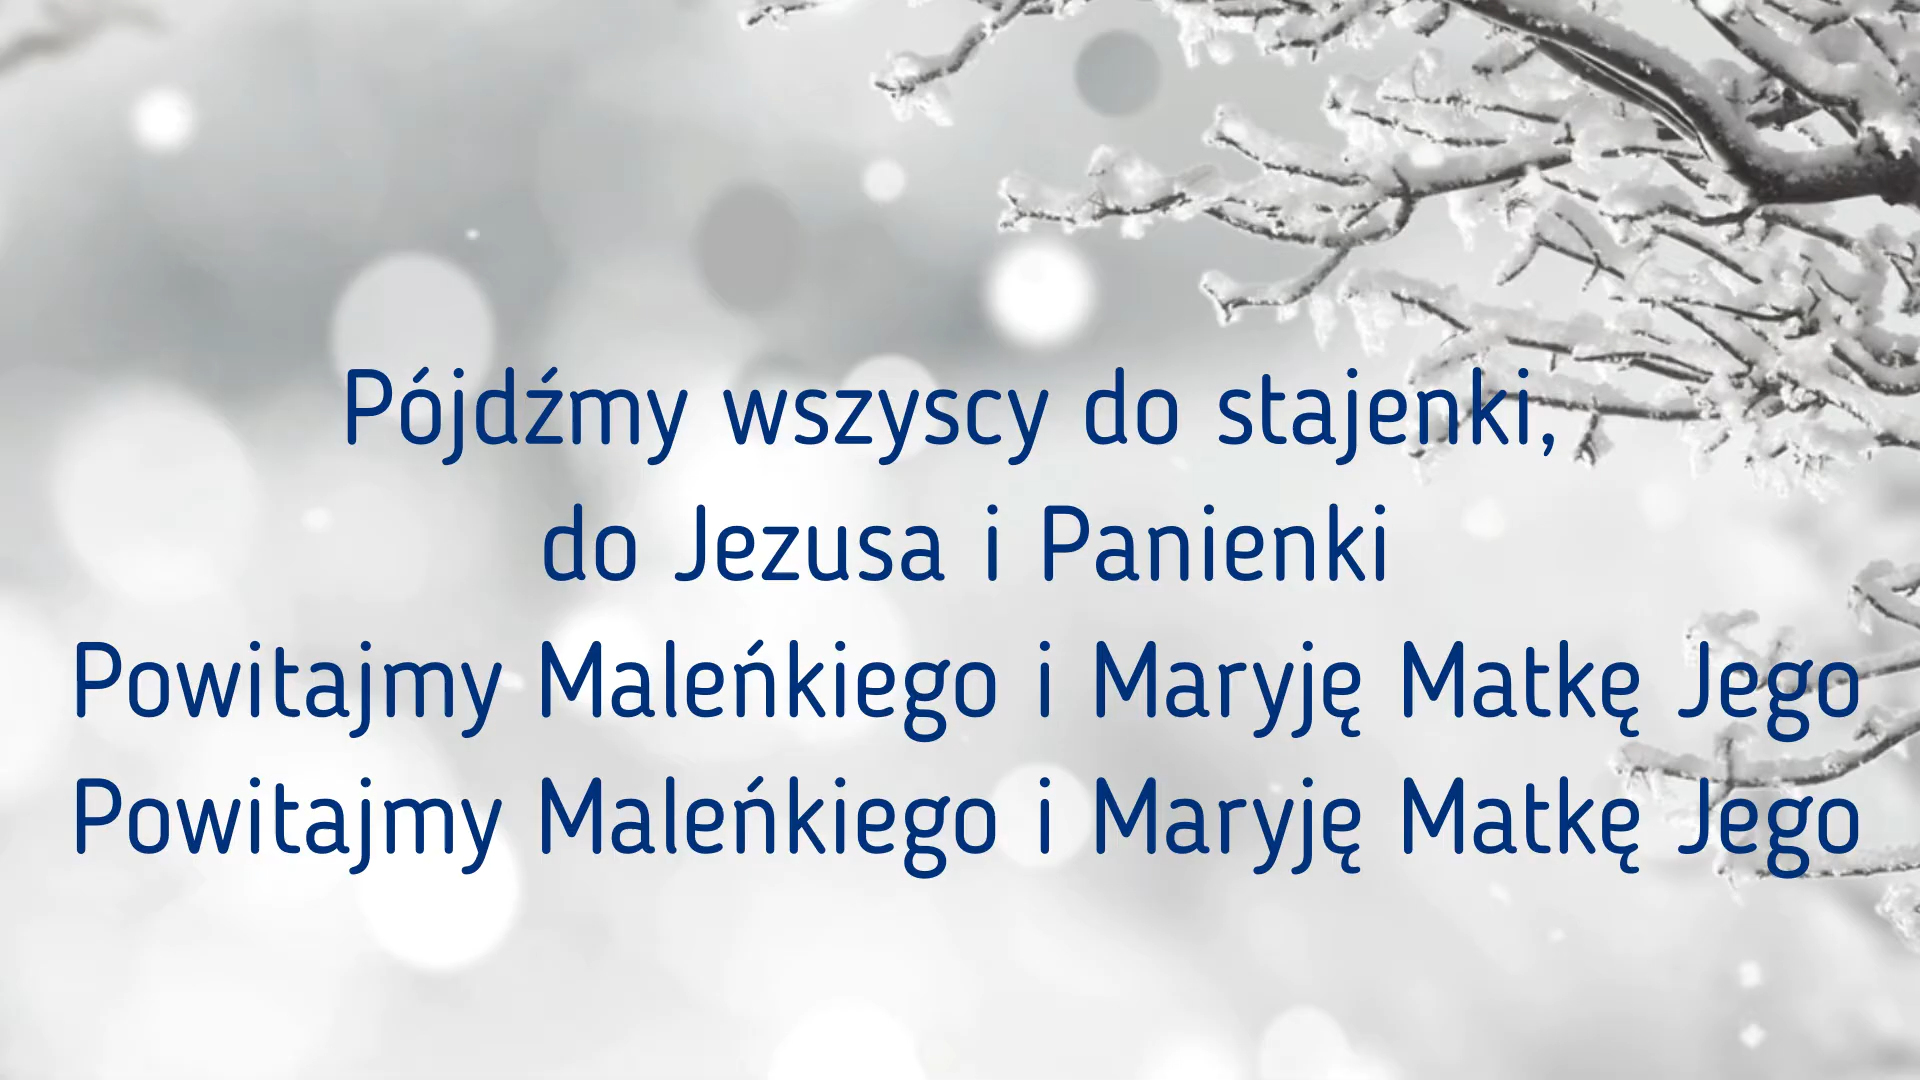 Pójdźmy wszyscy do stajenki,
do Jezusa i Panienki
Powitajmy Maleńkiego i Maryję Matkę Jego
Powitajmy Maleńkiego i Maryję Matkę Jego